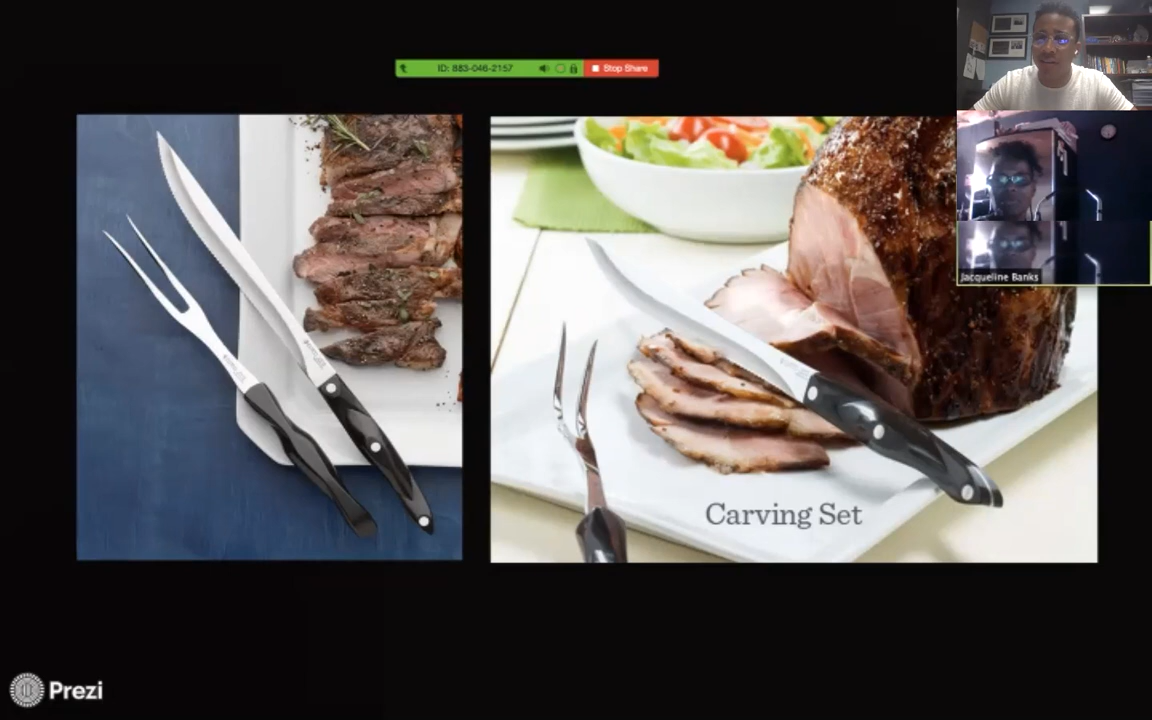 ID: 883-046-2157
Stop Share
Jacqueline Banks
Carving Set
Prezi